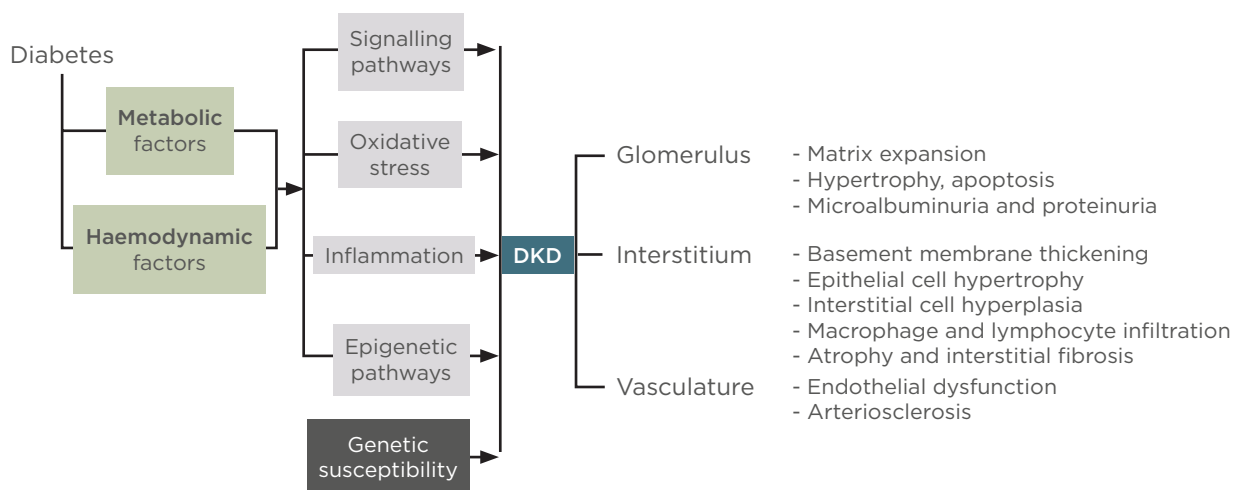 Diabetes
Metabolic
factors
Haemodynamic
factors
Signalling
pathways
Oxidative
stress
Inflammation
Epigenetic
pathways
Genetic
susceptibility
DKD
Glomerulus
- Matrix expansion
- Hypertrophy, apoptosis
- Microalbuminuria and proteinuria
Interstitium
- Basement membrane thickening
- Epithelial cell hypertrophy
- Interstitial cell hyperplasia
- Macrophage and lymphocyte infiltration
- Atrophy and interstitial fibrosis
Vasculature
- Endothelial dysfunction
- Arteriosclerosis